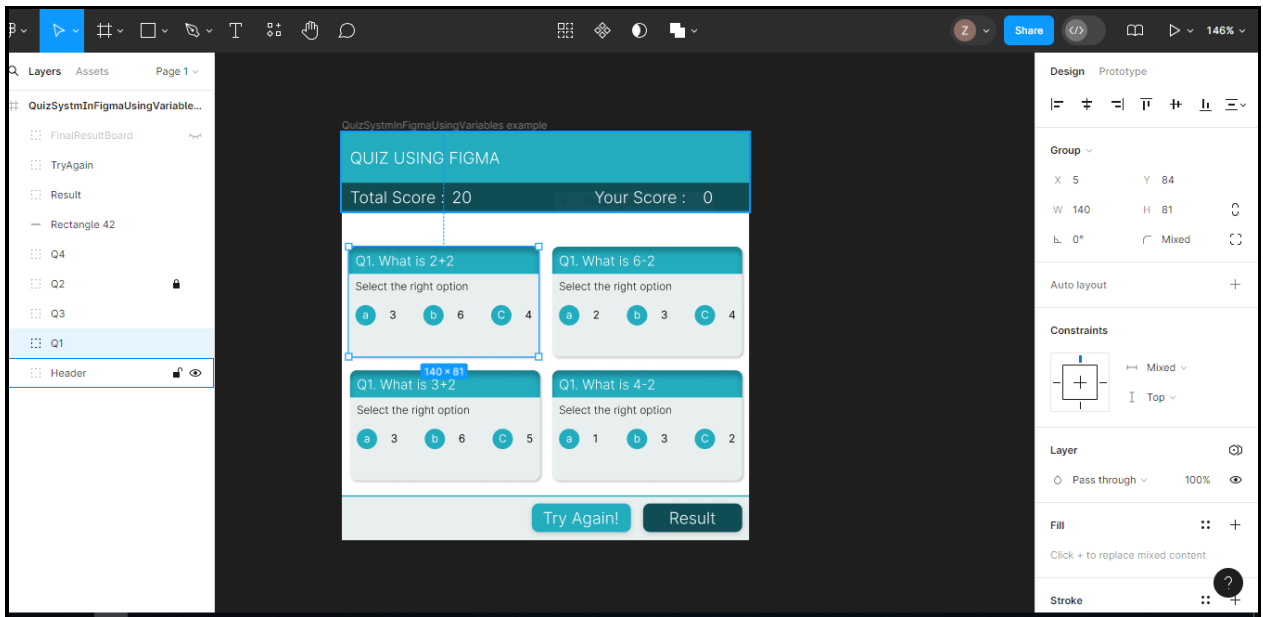 Z
Share
</>
146%
Layers Assets Page 1
Design Prototype
QuizSystmInFigmaUsingVariable...
FinalResultBoard
TryAgain
Result
Rectangle 42
Q4
Q2
Q3
Q1
Header
QuizSystmInFigmaUsingVariables example
QUIZ USING FIGMA
Total Score : 20 Your Score : 0
Q1. What is 2+2
Select the right option
a 3 b 6 C 4
Q1. What is 6-2
Select the right option
a 2 b 3 C 4
140 × 81
Q1. What is 3+2
Select the right option
a 3 b 6 C 5
Q1. What is 4-2
Select the right option
a 1 b 3 C 2
Try Again! Result
Group
X 5 Y 84
W 140 H 81
0° Mixed
Auto layout
Constraints
Mixed
Top
Layer
Pass through 100%
Fill
Click + to replace mixed content
?
Stroke